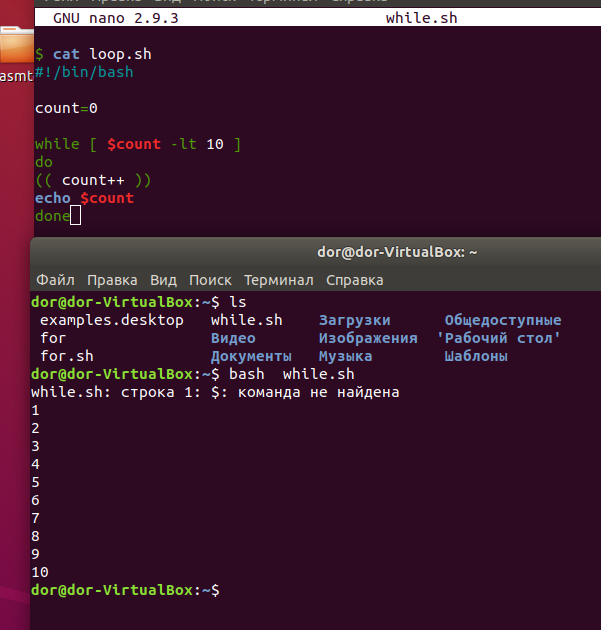 GNU nano 2.9.3 while.sh
$ cat loop.sh
#!/bin/bash
asmt
count=0
while [ $count -lt 10 ]
do
(( count++ ))
echo $count
done
dor@dor-VirtualBox: ~
Файл Правка Вид Поиск Терминал Справка
dor@dor-VirtualBox:~$ ls
examples.desktop while.sh Загрузки Общедоступные
for Видео Изображения 'Рабочий стол'
for.sh Документы Музыка Шаблоны
dor@dor-VirtualBox:~$ bash while.sh
while.sh: строка 1: $: команда не найдена
1
2
3
4
5
6
7
8
9
10
dor@dor-VirtualBox:~$